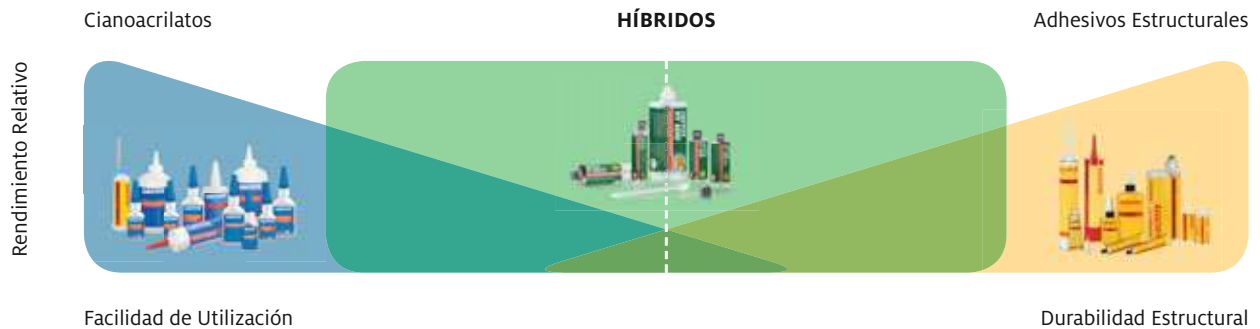 Cianoacrilatos
HÍBRIDOS
Adhesivos Estructurales
Rendimiento Relativo
Facilidad de Utilización
Durabilidad Estructural